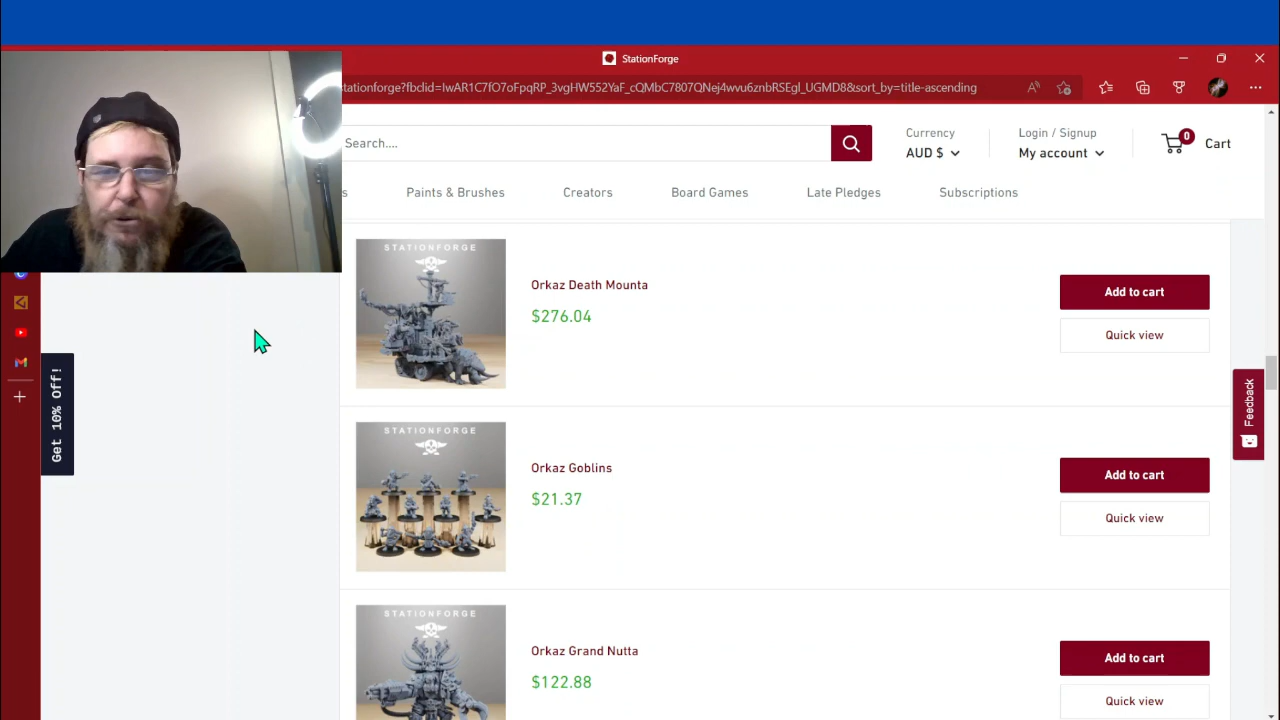 StationForge
stationforge?fbclid=IwAR1C7fO7oFpqRP_3vgHW552YaF_cQMbC7807QNej4wvu6znbRSEgl_UGMD8&sort_by=title-ascending
Search....
Currency
AUD $
Login / Signup
My account
0
Cart
s
Paints & Brushes
Creators
Board Games
Late Pledges
Subscriptions
STATIONFORGE
Orkaz Death Mounta
$276.04
Add to cart
Quick view
Get 10% Off!
Feedback
STATIONFORGE
Orkaz Goblins
$21.37
Add to cart
Quick view
STATIONFORGE
Orkaz Grand Nutta
$122.88
Add to cart
Quick view